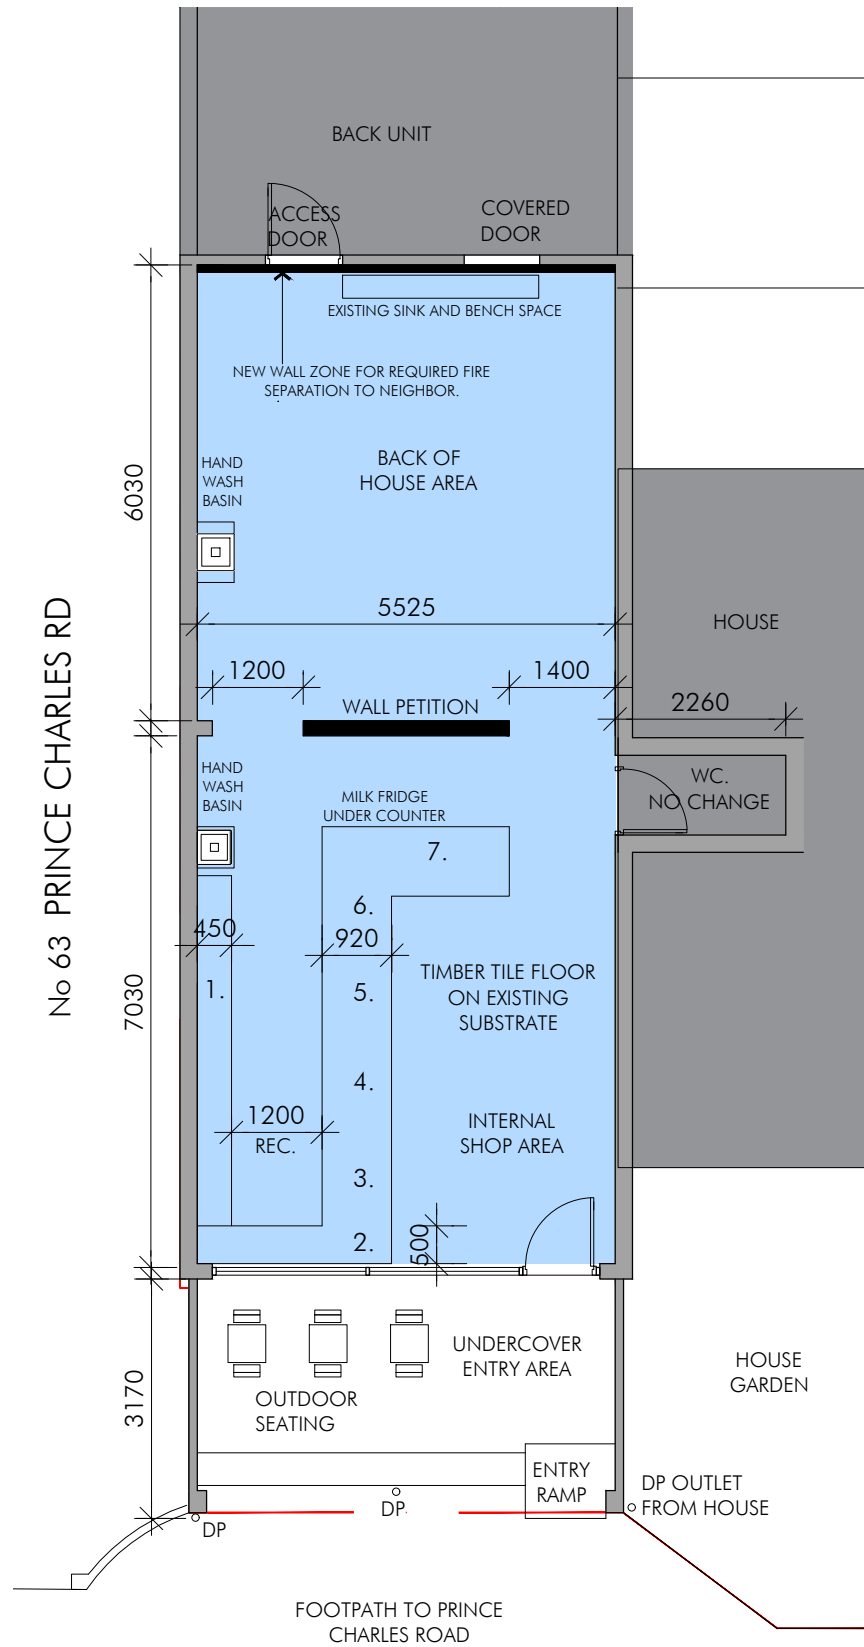 BACK UNIT
ACCESS
DOOR
COVERED
DOOR
EXISTING SINK AND BENCH SPACE
NEW WALL ZONE FOR REQUIRED FIRE
SEPARATION TO NEIGHBOR.
BACK OF
HOUSE AREA
HAND
WASH
BASIN
6030
5525
HOUSE
1200
1400
2260
WALL PETITION
No 63 PRINCE CHARLES RD
HAND
WASH
BASIN
MILK FRIDGE
UNDER COUNTER
WC.
NO CHANGE
7.
6.
450
920
1.
5.
TIMBER TILE FLOOR
ON EXISTING
SUBSTRATE
7030
4.
1200
REC.
INTERNAL
SHOP AREA
3.
2.
500
UNDERCOVER
ENTRY AREA
HOUSE
GARDEN
OUTDOOR
SEATING
3170
ENTRY
RAMP
DP OUTLET
FROM HOUSE
DP
DP
FOOTPATH TO PRINCE
CHARLES ROAD